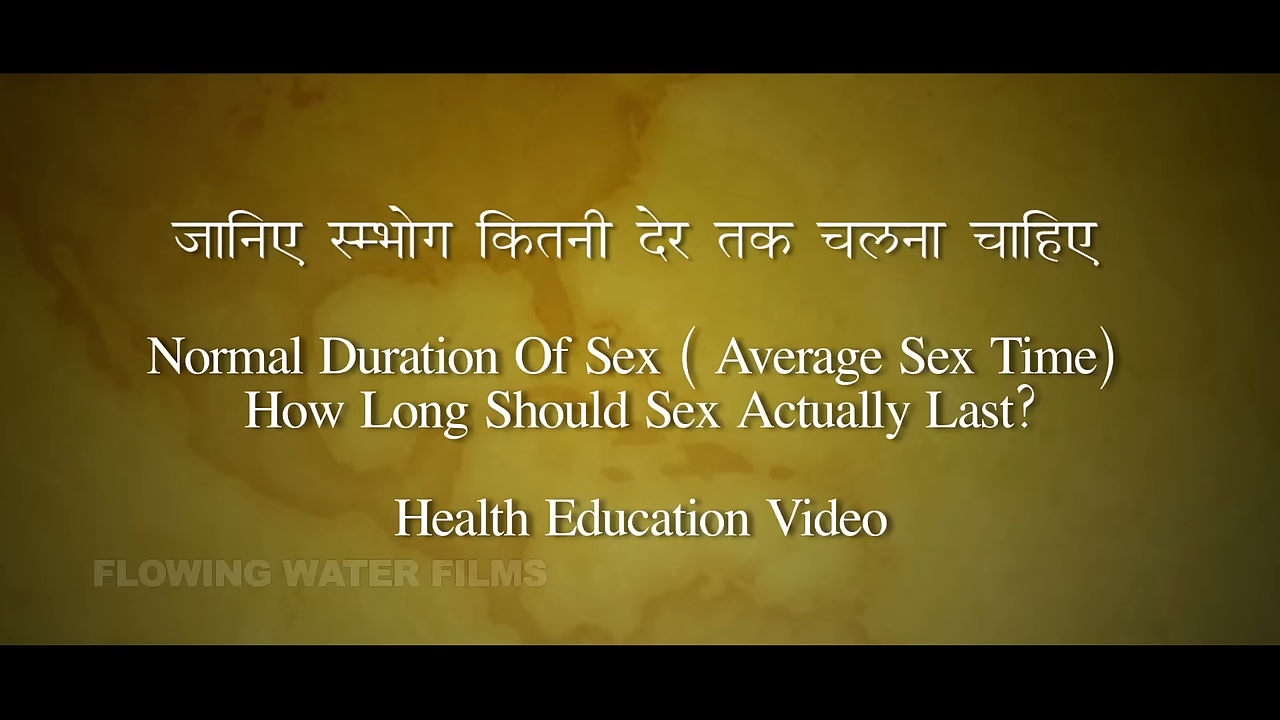 जानिए स्म्भोग कितनी देर तक चलना चाहिए
Normal Duration Of Sex ( Average Sex Time)
How Long Should Sex Actually Last?
Health Education Video
FLOWING WATER FILMS